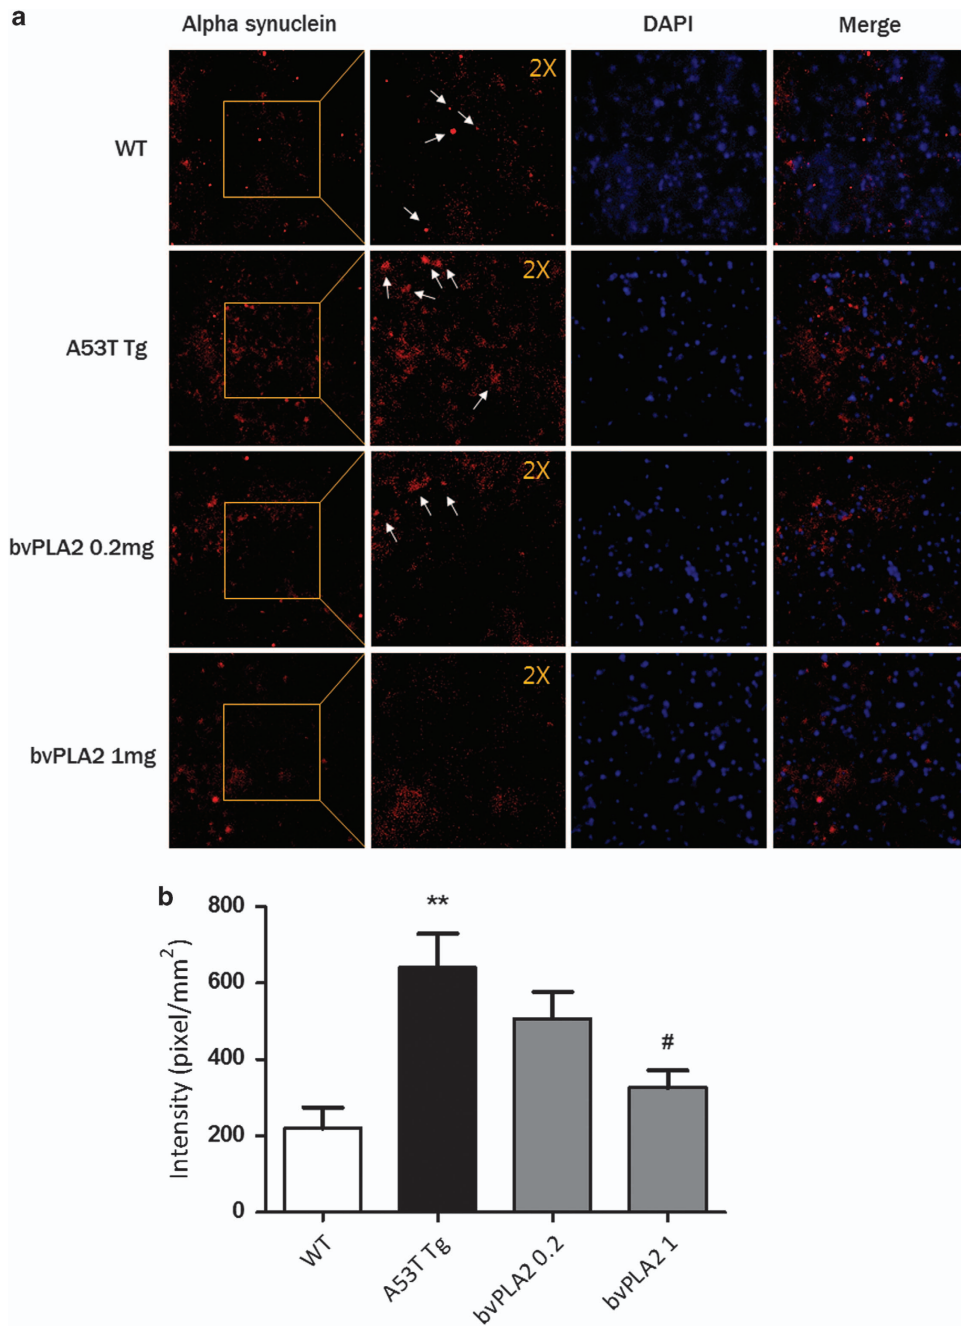 a
Alpha synuclein
DAPI
Merge
WT
2X
A53T Tg
2X
bvPLA2 0.2mg
2X
bvPLA2 1mg
2X
b
Intensity (pixel/mm²)
800
600
400
200
0
**
#
WT
A53T Tg
bvPLA2 0.2
bvPLA2 1